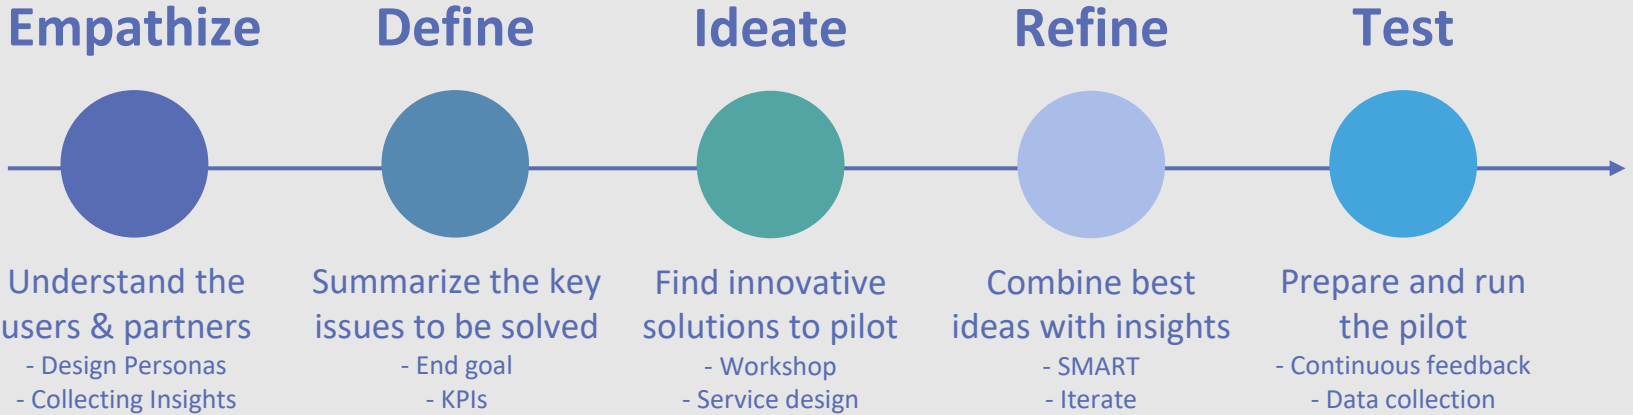 Empathize
Define
Ideate
Refine
Test
Understand the
users & partners
- Design Personas
- Collecting Insights
Summarize the key
issues to be solved
- End goal
- KPIs
Find innovative
solutions to pilot
- Workshop
- Service design
Combine best
ideas with insights
- SMART
- Iterate
Prepare and run
the pilot
- Continuous feedback
- Data collection